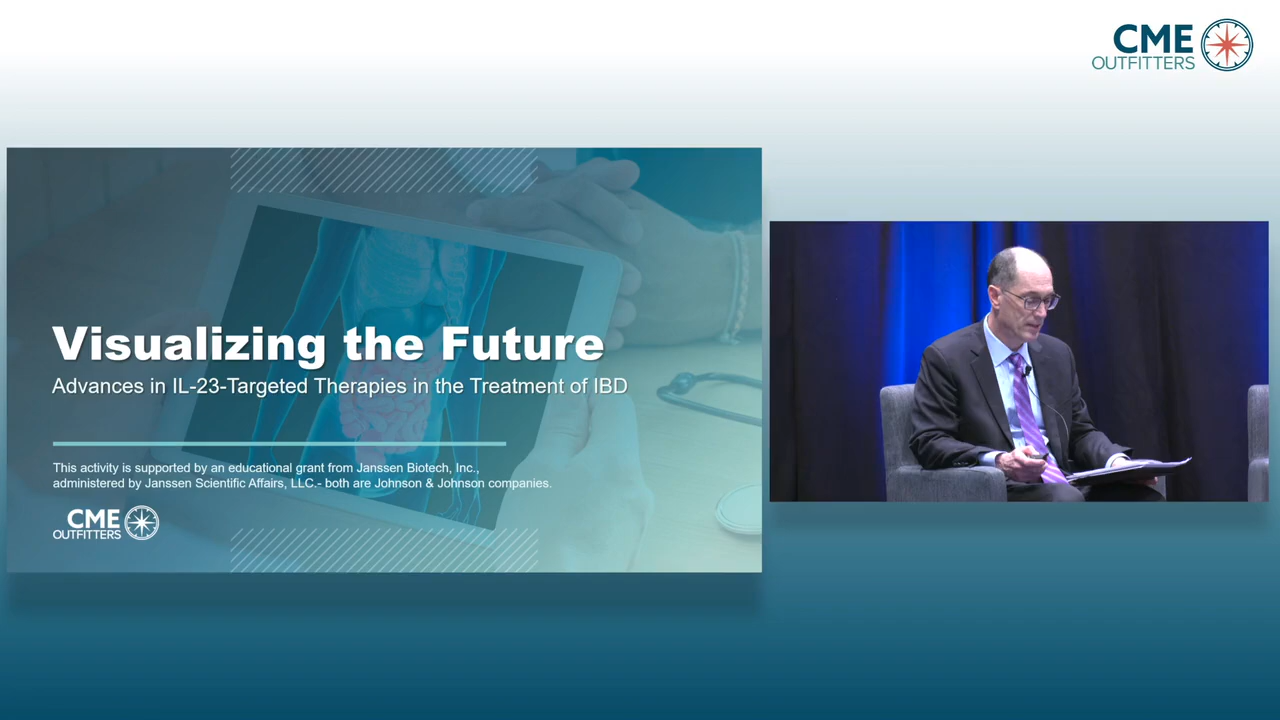 CME
OUTFITTERS
Visualizing the Future
Advances in IL-23-Targeted Therapies in the Treatment of IBD
This activity is supported by an educational grant from Janssen Biotech, Inc.,
administered by Janssen Scientific Affairs, LLC.- both are Johnson & Johnson companies.
CME
OUTFITTERS